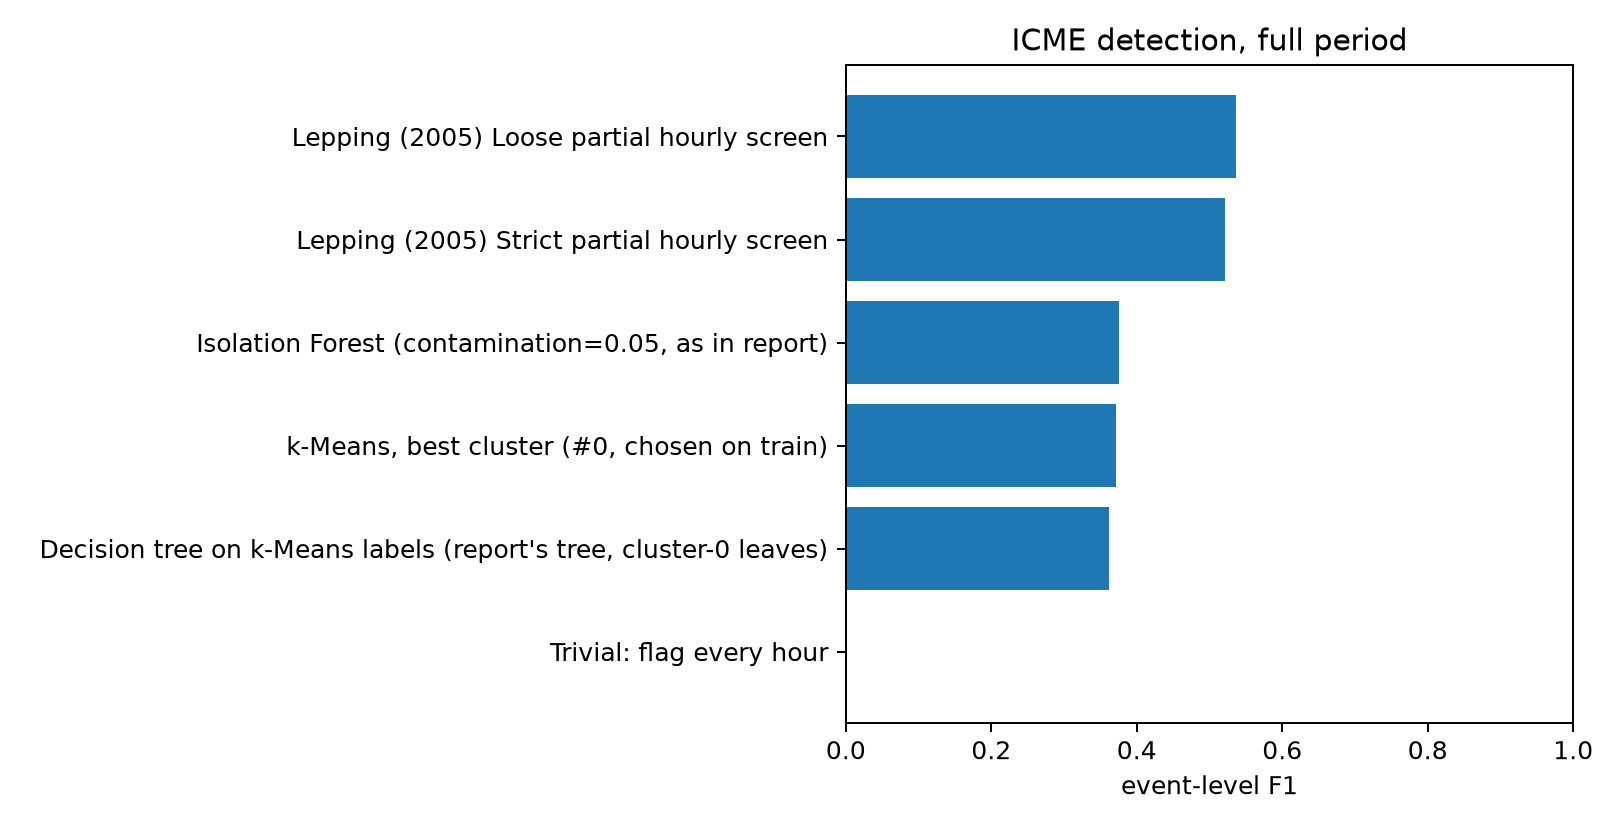 ICME detection, full period
Lepping (2005) Loose partial hourly screen
Lepping (2005) Strict partial hourly screen
Isolation Forest (contamination=0.05, as in report)
k-Means, best cluster (#0, chosen on train)
Decision tree on k-Means labels (report's tree, cluster-0 leaves)
Trivial: flag every hour
0.0 0.2 0.4 0.6 0.8 1.0
event-level F1